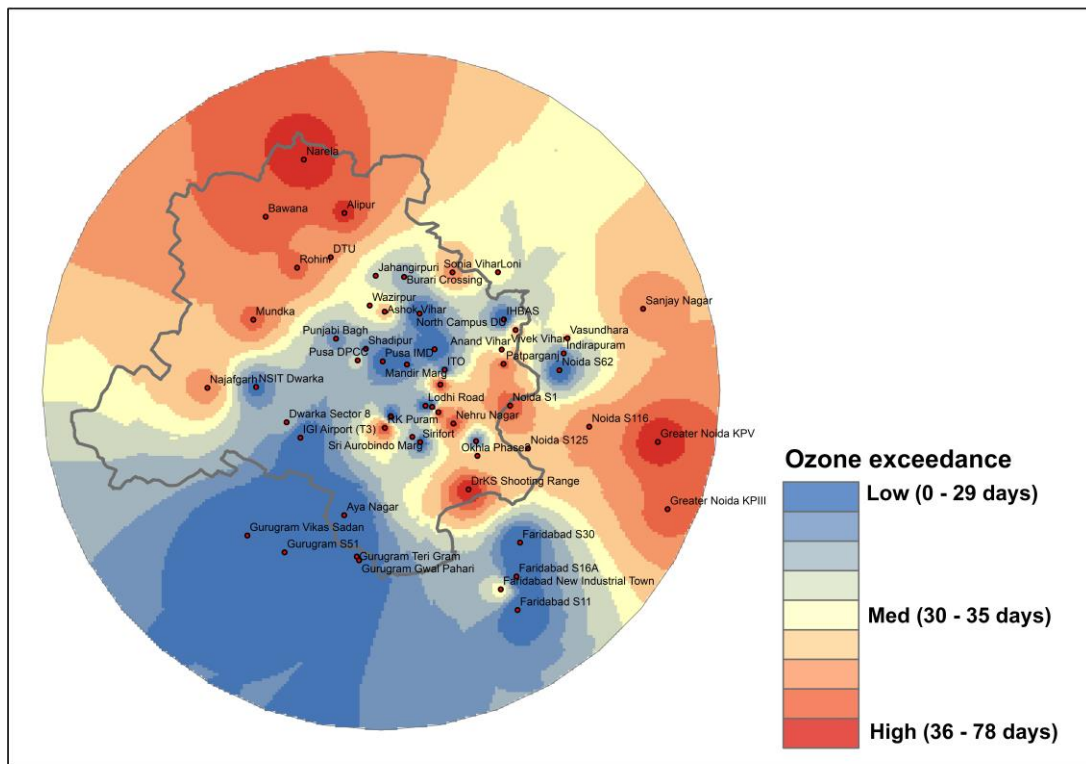 Narela
Bawana
Alipur
DTU
Rohini
Jahangirpuri
Sonia Vihar
Loni
Burari Crossing
Sanjay Nagar
Mundka
Wazirpur
Ashok Vihar
IHBAS
North Campus DU
Punjabi Bagh
Vivek Vihar
Vasundhara
Shadipur
Anand Vihar
Indirapuram
Pusa DPCC
Pusa IMD
ITO
Patparganj
Noida S62
Mandir Marg
Najafgarh
NSIT Dwarka
Lodhi Road
Noida S1
Dwarka Sector 8
RK Puram
Nehru Nagar
Noida S116
IGI Airport (T3)
Sirifort
Noida S125
Greater Noida KPV
Sri Aurobindo Marg
Okhla Phase2
DrKS Shooting Range
Greater Noida KPIII
Aya Nagar
Gurugram Vikas Sadan
Faridabad S30
Gurugram S51
Gurugram Teri Gram
Gurugram Gwal Pahari
Faridabad S16A
Faridabad New Industrial Town
Faridabad S11
Ozone exceedance
Low (0 - 29 days)
Med (30 - 35 days)
High (36 - 78 days)